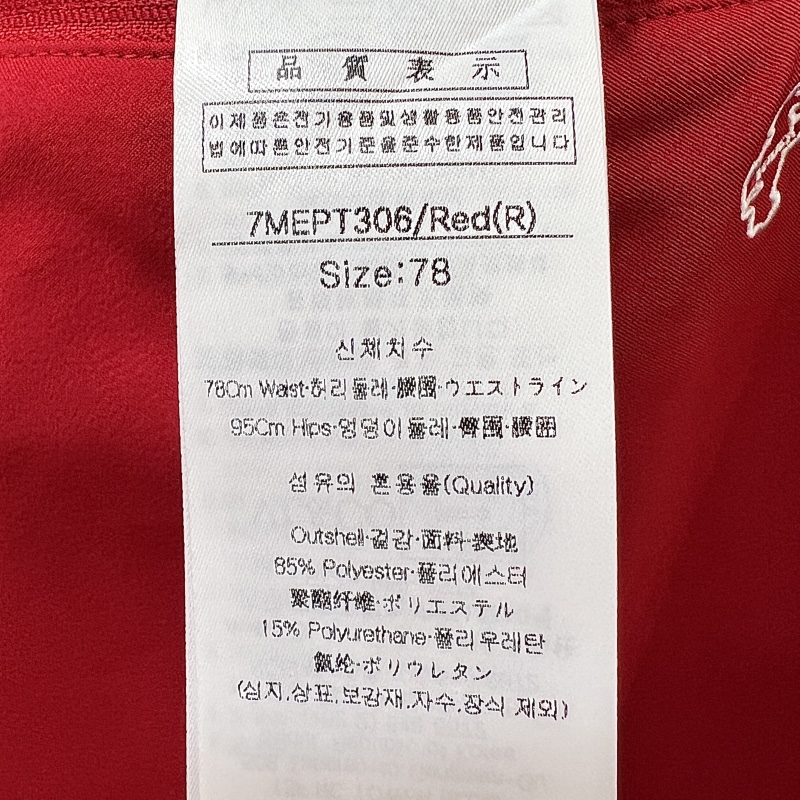 品質表示
이제품은전기용품및생활용품안전관리
법에따른안전기준을준수한제품입니다
7MEPT306/Red(R)
Size:78
신체치수
78Cm Waist·허리둘레·腰围·ウエストライン
95Cm Hips·엉덩이둘레·臀围·腰囲
섬유의 혼용율(Quality)
Outshell·겉감·面料·表地
85% Polyester·폴리에스터
聚酯纤维·ポリエステル
15% Polyurethane·폴리우레탄
氨纶·ポリウレタン
(심지.상표.보강재.자수.장식 제외)